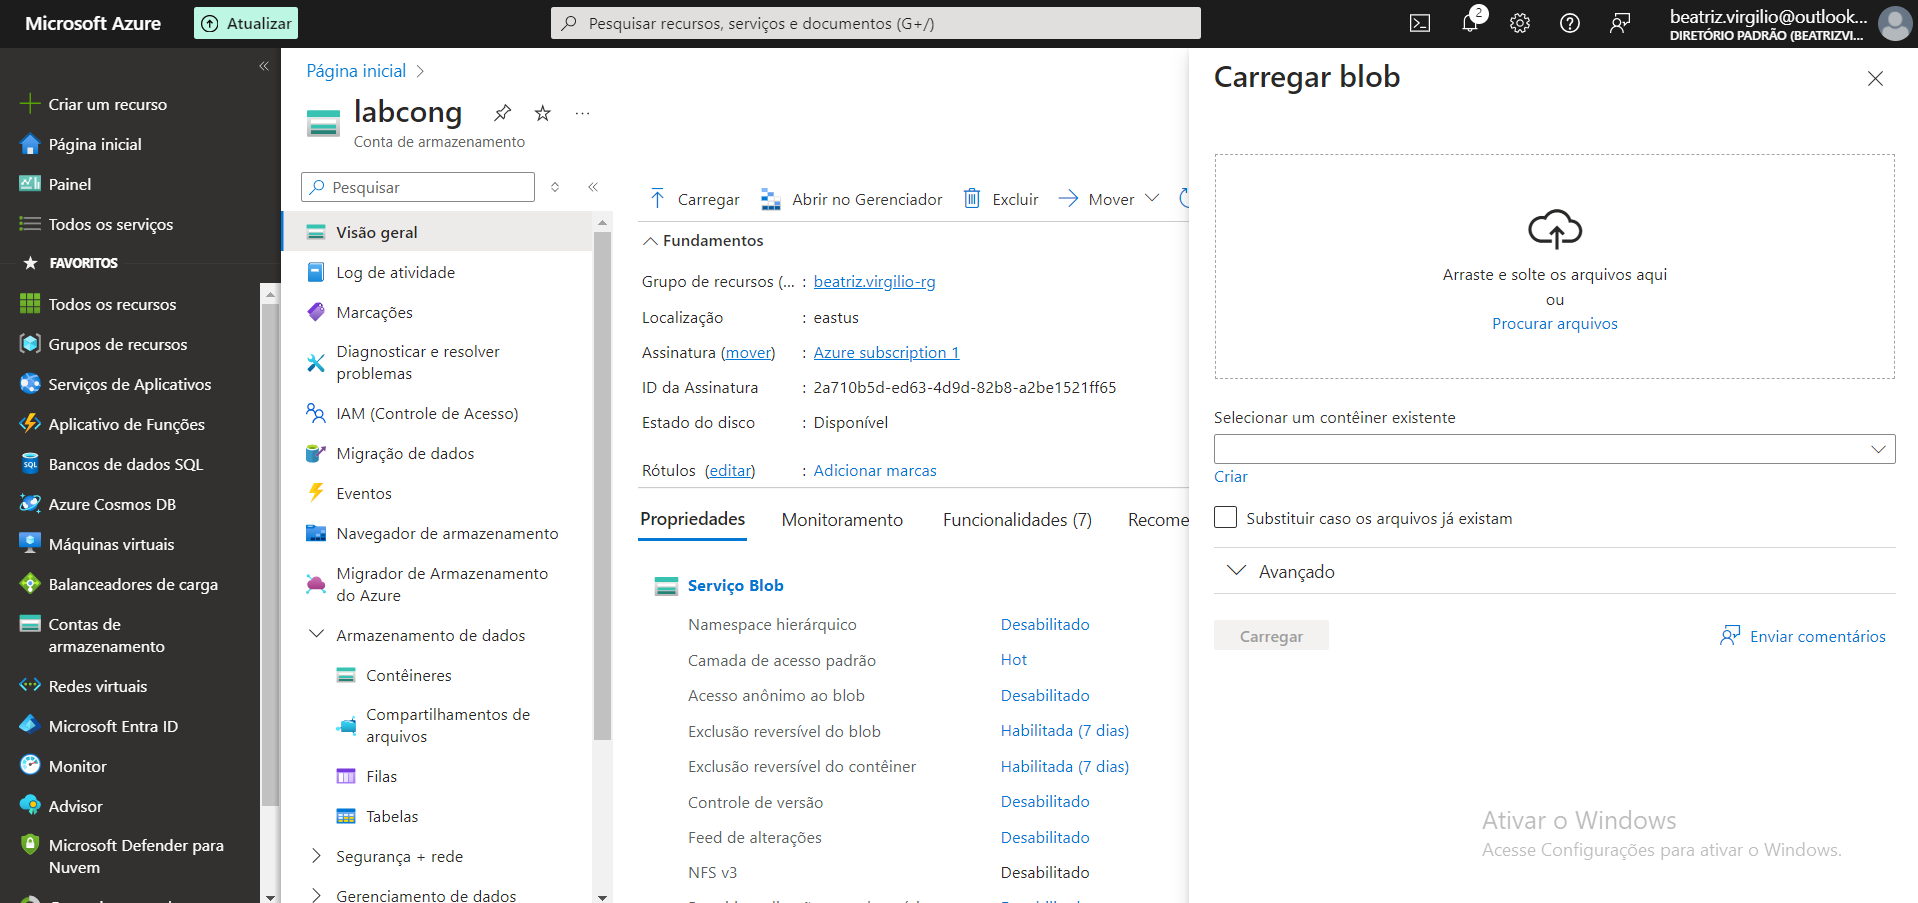 Microsoft Azure
Atualizar
Pesquisar recursos, serviços e documentos (G+/)
2
beatriz.virgilio@outlook...
DIRETÓRIO PADRÃO (BEATRIZVI...
Criar um recurso
Página inicial
Painel
Todos os serviços
FAVORITOS
Todos os recursos
Grupos de recursos
Serviços de Aplicativos
Aplicativo de Funções
Bancos de dados SQL
Azure Cosmos DB
Máquinas virtuais
Balanceadores de carga
Contas de
armazenamento
Redes virtuais
Microsoft Entra ID
Monitor
Advisor
Microsoft Defender para
Nuvem
Página inicial
labcong
Conta de armazenamento
Pesquisar
Visão geral
Log de atividade
Marcações
Diagnosticar e resolver
problemas
IAM (Controle de Acesso)
Migração de dados
Eventos
Navegador de armazenamento
Migrador de Armazenamento
do Azure
Armazenamento de dados
Contêineres
Compartilhamentos de
arquivos
Filas
Tabelas
Segurança + rede
Gerenciamento de dados
Carregar
Abrir no Gerenciador
Excluir
Mover
Fundamentos
Grupo de recursos (... : beatriz.virgilio-rg
Localização : eastus
Assinatura (mover) : Azure subscription 1
ID da Assinatura : 2a710b5d-ed63-4d9d-82b8-a2be1521ff65
Estado do disco : Disponível
Rótulos (editar) : Adicionar marcas
Propriedades
Monitoramento
Funcionalidades (7)
Recome
Serviço Blob
Namespace hierárquico Desabilitado
Camada de acesso padrão Hot
Acesso anônimo ao blob Desabilitado
Exclusão reversível do blob Habilitada (7 dias)
Exclusão reversível do contêiner Habilitada (7 dias)
Controle de versão Desabilitado
Feed de alterações Desabilitado
NFS v3 Desabilitado
Carregar blob
Arraste e solte os arquivos aqui
ou
Procurar arquivos
Selecionar um contêiner existente
Criar
Substituir caso os arquivos já existam
Avançado
Carregar
Enviar comentários
Ativar o Windows
Acesse Configurações para ativar o Windows.